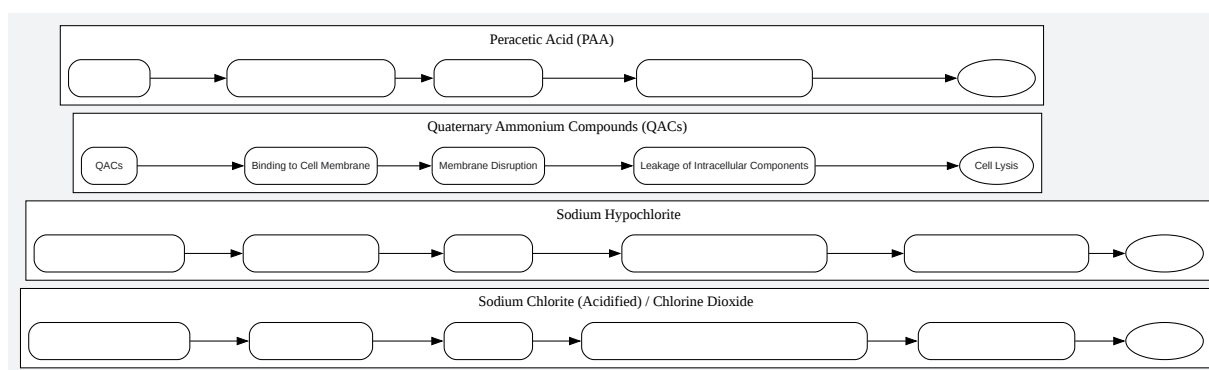 Peracetic Acid (PAA)
Quaternary Ammonium Compounds (QACs)
QACs
Binding to Cell Membrane
Membrane Disruption
Leakage of Intracellular Components
Cell Lysis
Sodium Hypochlorite
Sodium Chlorite (Acidified) / Chlorine Dioxide